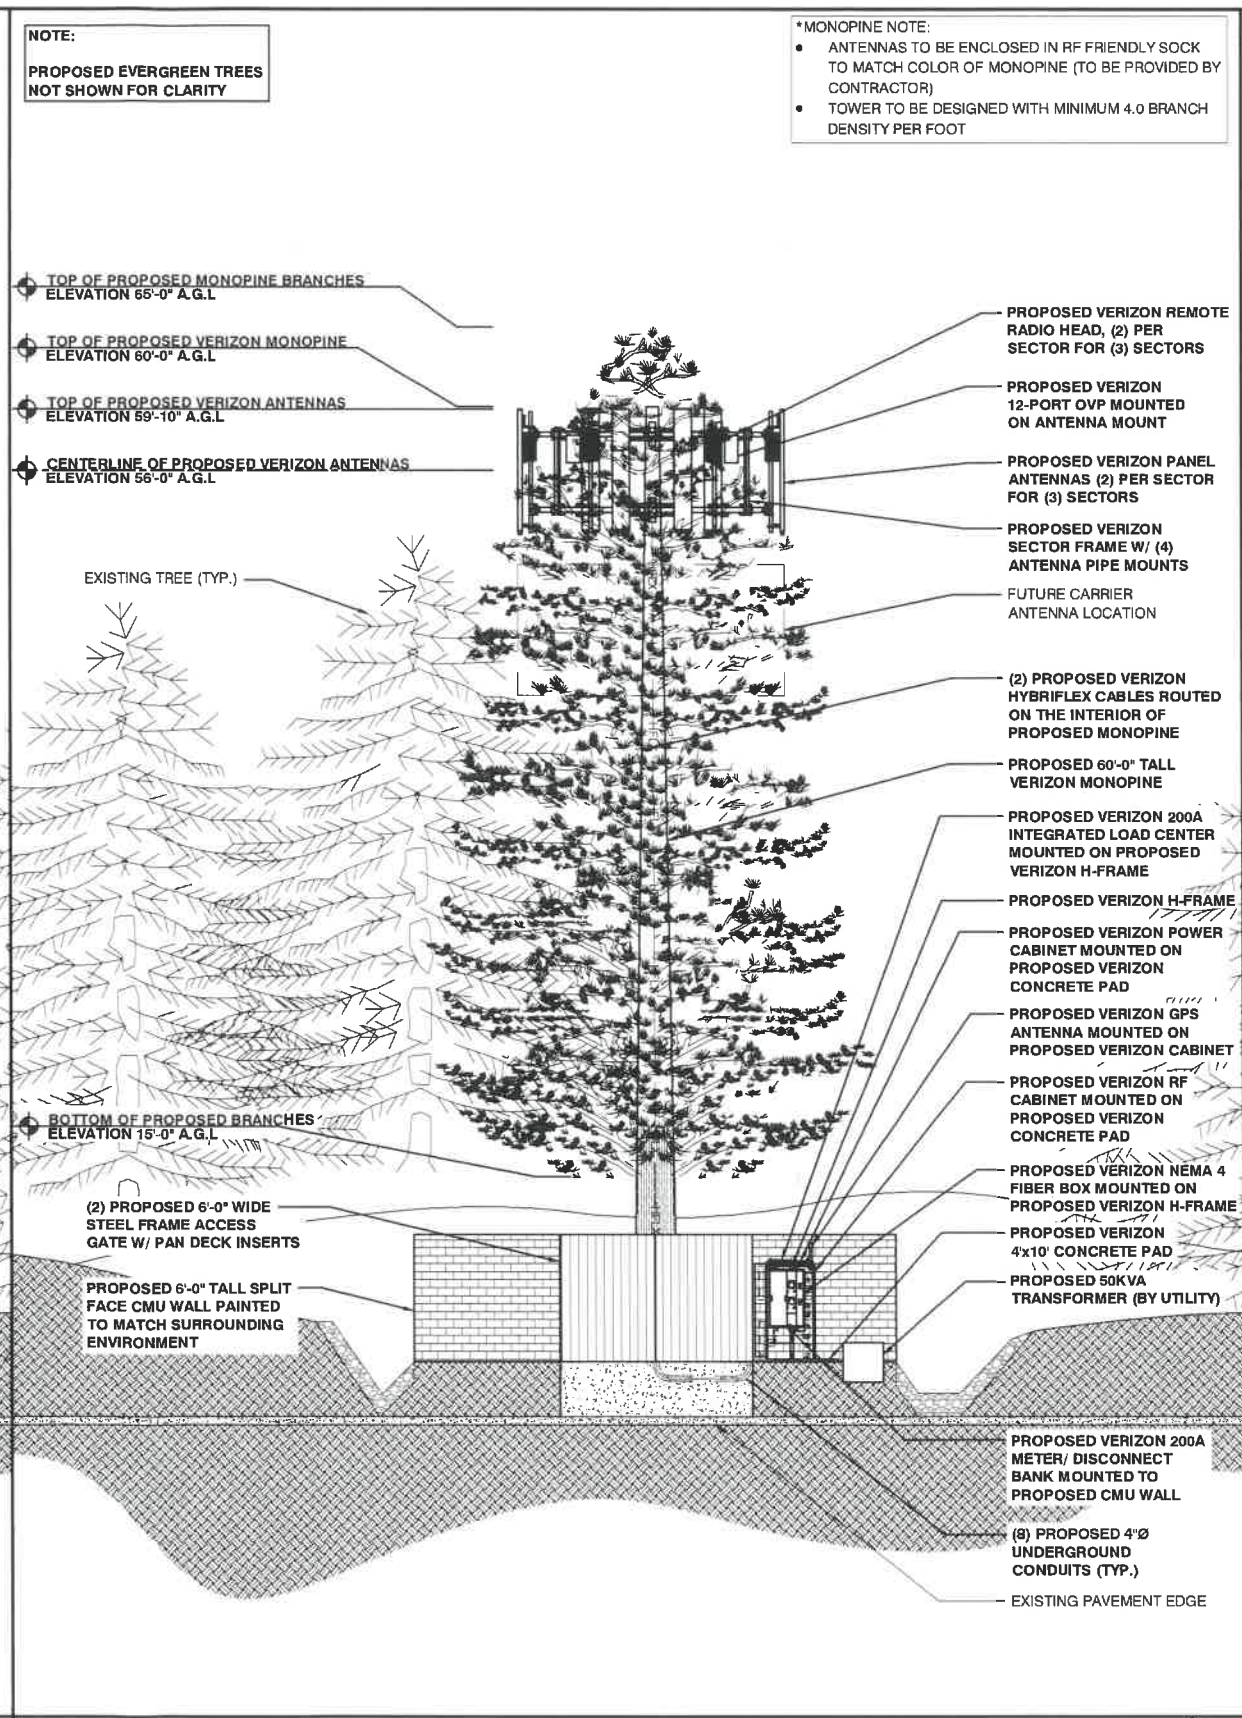 NOTE:
PROPOSED EVERGREEN TREES
NOT SHOWN FOR CLARITY
*MONOPINE NOTE:
• ANTENNAS TO BE ENCLOSED IN RF FRIENDLY SOCK
TO MATCH COLOR OF MONOPINE (TO BE PROVIDED BY
CONTRACTOR)
• TOWER TO BE DESIGNED WITH MINIMUM 4.0 BRANCH
DENSITY PER FOOT
TOP OF PROPOSED MONOPINE BRANCHES
ELEVATION 65'-0" A.G.L
TOP OF PROPOSED VERIZON MONOPINE
ELEVATION 60'-0" A.G.L
TOP OF PROPOSED VERIZON ANTENNAS
ELEVATION 59'-10" A.G.L
CENTERLINE OF PROPOSED VERIZON ANTENNAS
ELEVATION 56'-0" A.G.L
EXISTING TREE (TYP.)
BOTTOM OF PROPOSED BRANCHES
ELEVATION 15'-0" A.G.L
(2) PROPOSED 6'-0" WIDE
STEEL FRAME ACCESS
GATE W/ PAN DECK INSERTS
PROPOSED 6'-0" TALL SPLIT
FACE CMU WALL PAINTED
TO MATCH SURROUNDING
ENVIRONMENT
PROPOSED VERIZON REMOTE
RADIO HEAD, (2) PER
SECTOR FOR (3) SECTORS
PROPOSED VERIZON
12-PORT OVP MOUNTED
ON ANTENNA MOUNT
PROPOSED VERIZON PANEL
ANTENNAS (2) PER SECTOR
FOR (3) SECTORS
PROPOSED VERIZON
SECTOR FRAME W/ (4)
ANTENNA PIPE MOUNTS
FUTURE CARRIER
ANTENNA LOCATION
(2) PROPOSED VERIZON
HYBRIFLEX CABLES ROUTED
ON THE INTERIOR OF
PROPOSED MONOPINE
PROPOSED 60'-0" TALL
VERIZON MONOPINE
PROPOSED VERIZON 200A
INTEGRATED LOAD CENTER
MOUNTED ON PROPOSED
VERIZON H-FRAME
PROPOSED VERIZON H-FRAME
PROPOSED VERIZON POWER
CABINET MOUNTED ON
PROPOSED VERIZON
CONCRETE PAD
PROPOSED VERIZON GPS
ANTENNA MOUNTED ON
PROPOSED VERIZON CABINET
PROPOSED VERIZON RF
CABINET MOUNTED ON
PROPOSED VERIZON
CONCRETE PAD
PROPOSED VERIZON NEMA 4
FIBER BOX MOUNTED ON
PROPOSED VERIZON H-FRAME
PROPOSED VERIZON
4'x10' CONCRETE PAD
PROPOSED 50KVA
TRANSFORMER (BY UTILITY)
PROPOSED VERIZON 200A
METER/ DISCONNECT
BANK MOUNTED TO
PROPOSED CMU WALL
(8) PROPOSED 4"Ø
UNDERGROUND
CONDUITS (TYP.)
EXISTING PAVEMENT EDGE